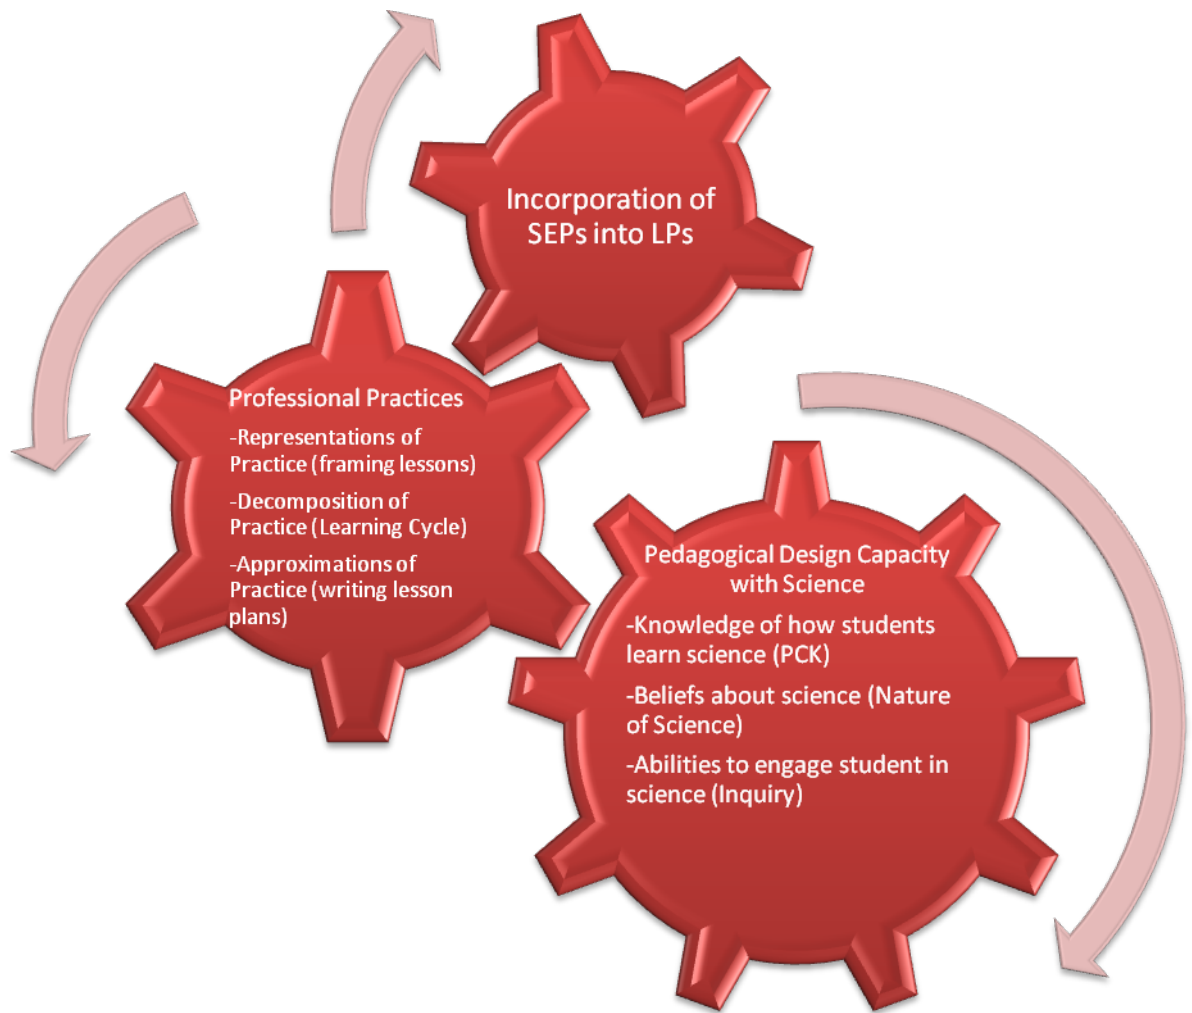 Incorporation of
SEPs into LPs
Professional Practices
-Representations of
Practice (framing lessons)
-Decomposition of
Practice (Learning Cycle)
-Approximations of
Practice (writing lesson
plans)
Pedagogical Design Capacity
with Science
-Knowledge of how students
learn science (PCK)
-Beliefs about science (Nature
of Science)
-Abilities to engage student in
science (Inquiry)